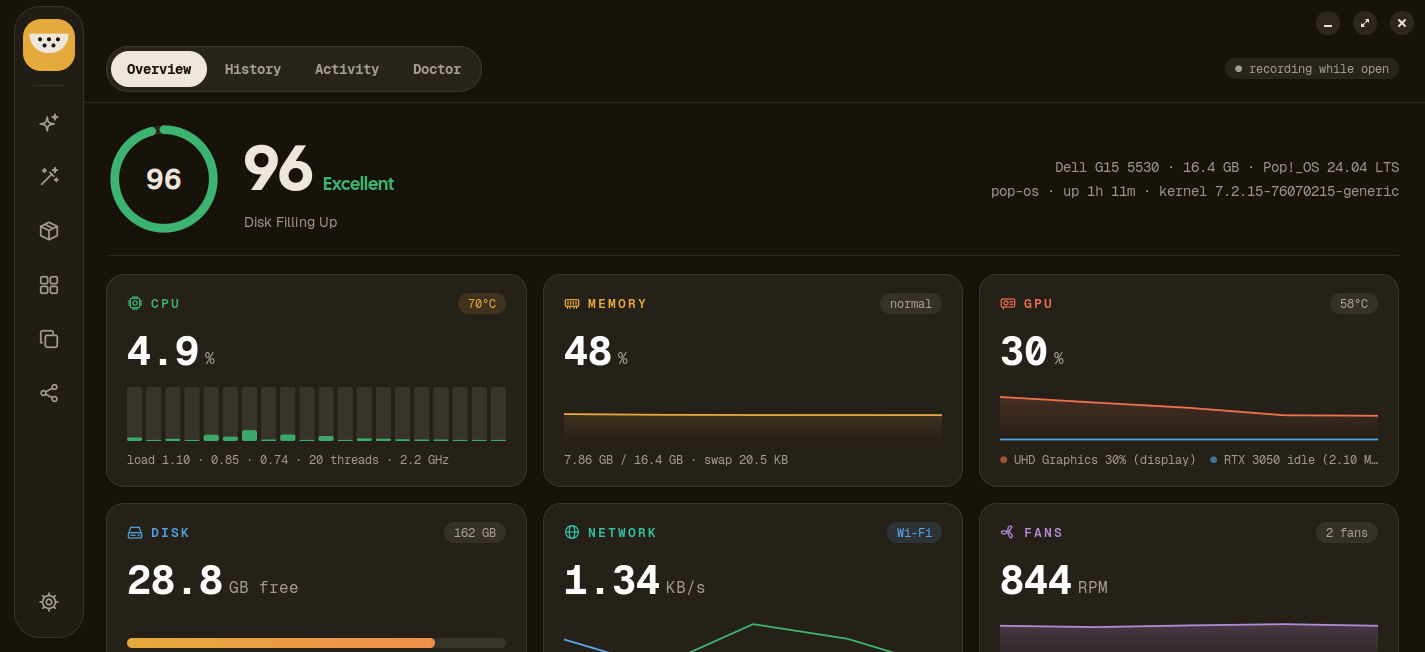 Overview History Activity Doctor
recording while open
96
96 Excellent
Disk Filling Up
Dell G15 5530 · 16.4 GB · Pop!_OS 24.04 LTS
pop-os · up 1h 11m · kernel 7.2.15-76070215-generic
CPU 70°C
4.9 %
load 1.10 · 0.85 · 0.74 · 20 threads · 2.2 GHz
MEMORY normal
48 %
7.86 GB / 16.4 GB · swap 20.5 KB
GPU 58°C
30 %
UHD Graphics 30% (display) RTX 3050 idle (2.10 M…
DISK 162 GB
28.8 GB free
NETWORK Wi-Fi
1.34 KB/s
FANS 2 fans
844 RPM